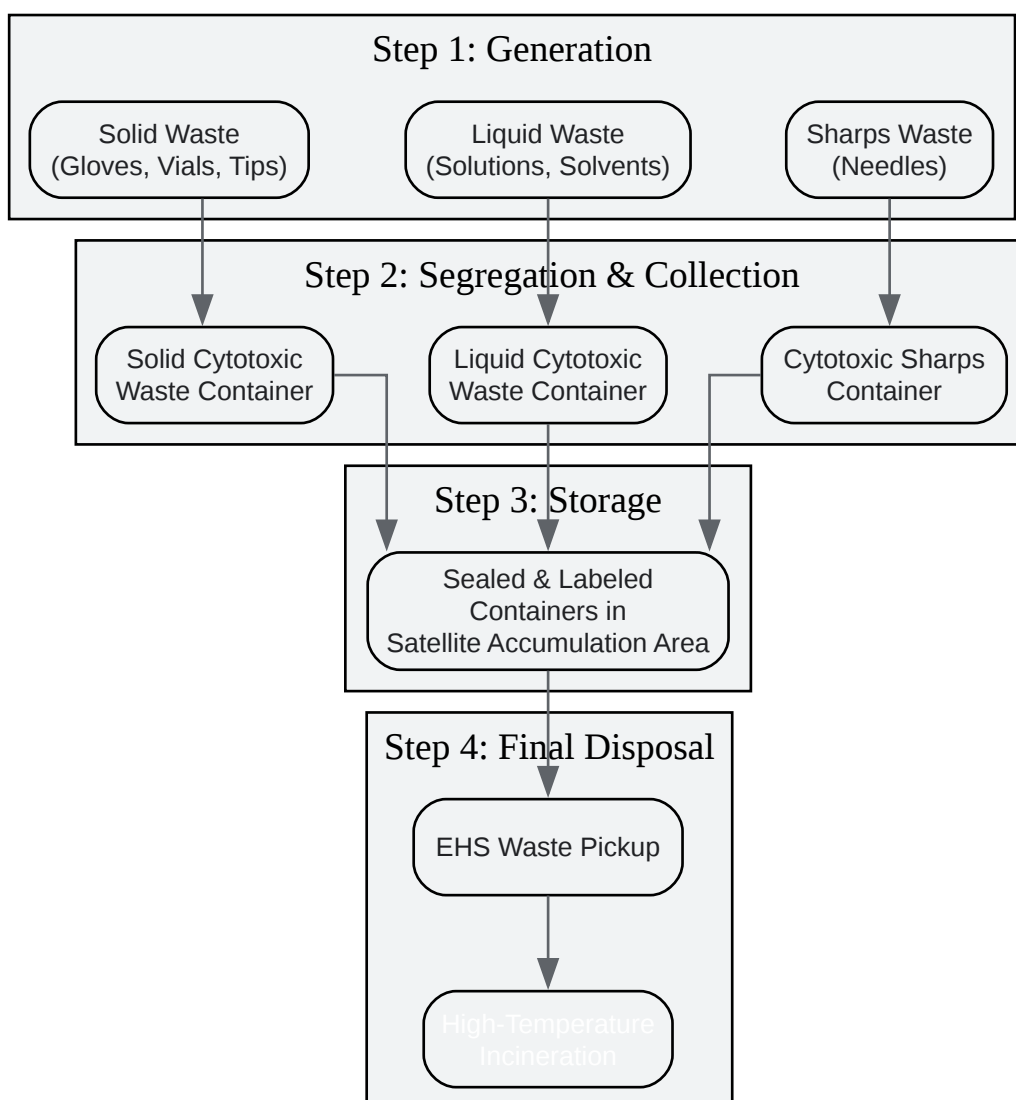 Step 1: Generation
Solid Waste
(Gloves, Vials, Tips)
Liquid Waste
(Solutions, Solvents)
Sharps Waste
(Needles)
Step 2: Segregation & Collection
Solid Cytotoxic
Waste Container
Liquid Cytotoxic
Waste Container
Cytotoxic Sharps
Container
Step 3: Storage
Sealed & Labeled
Containers in
Satellite Accumulation Area
Step 4: Final Disposal
EHS Waste Pickup
High-Temperature
Incineration